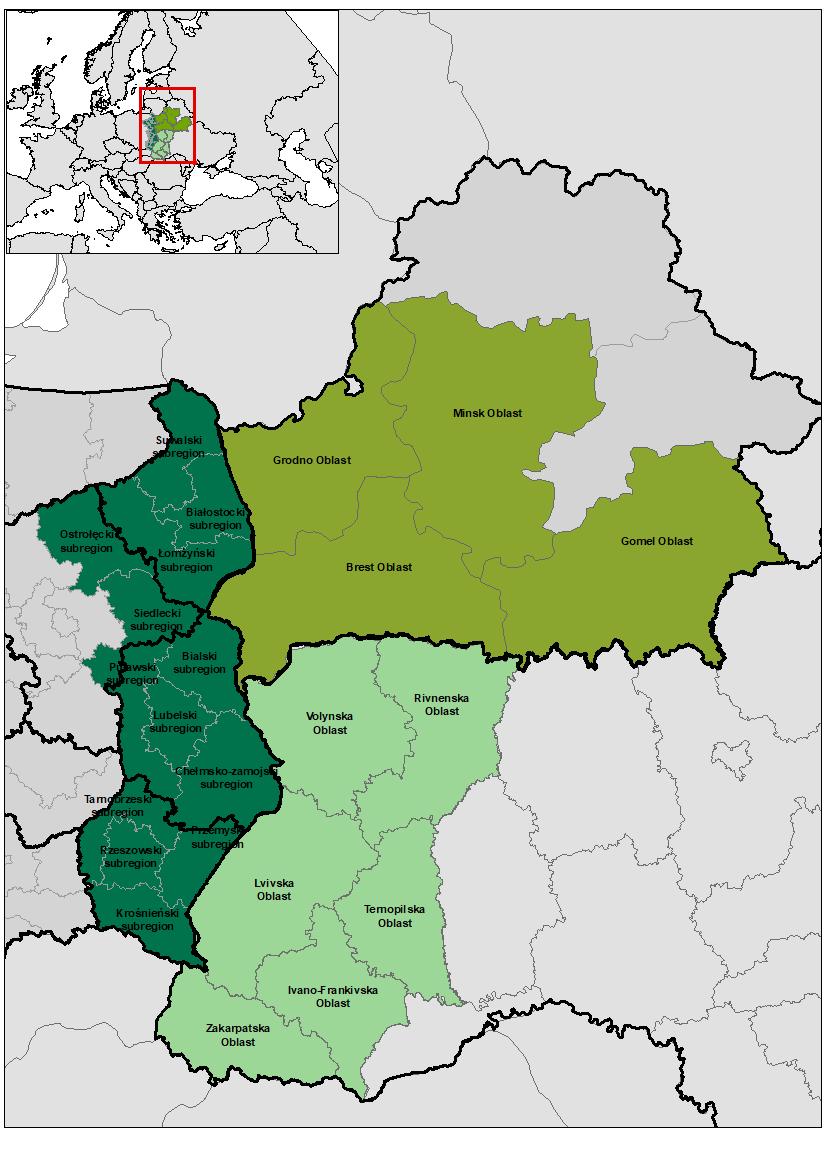 Minsk Oblast
Suwalski
subregion
Grodno Oblast
Białostocki
subregion
Ostrołęcki
subregion
Gomel Oblast
Łomżyński
subregion
Brest Oblast
Siedlecki
subregion
Bialski
subregion
Puławski
subregion
Rivnenska
Oblast
Lubelski
subregion
Volynska
Oblast
Chełmsko-zamojski
subregion
Tarnobrzeski
subregion
Przemyski
subregion
Rzeszowski
subregion
Lvivska
Oblast
Ternopilska
Oblast
Krośnieński
subregion
Ivano-Frankivska
Oblast
Zakarpatska
Oblast